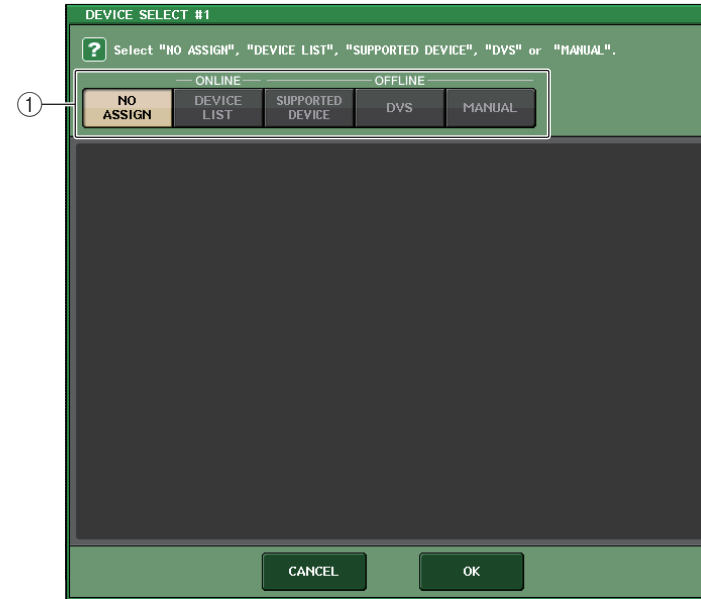 DEVICE SELECT #1
? Select "NO ASSIGN", "DEVICE LIST", "SUPPORTED DEVICE", "DVS" or "MANUAL".
ONLINE OFFLINE
① NO ASSIGN DEVICE LIST SUPPORTED DEVICE DVS MANUAL
CANCEL OK